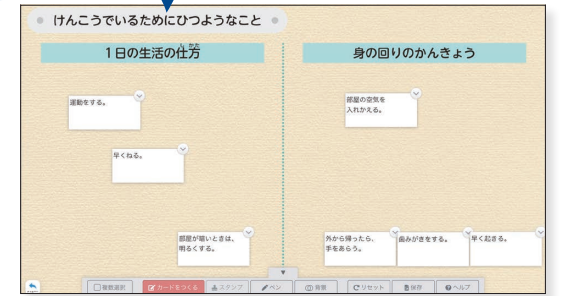 けんこうでいるためにひつようなこと
1日の生活の仕方
身の回りのかんきょう
運動をする。
部屋の空気を
入れかえる。
早くねる。
部屋が暗いときは、
明るくする。
外から帰ったら、
手をあらう。
歯みがきをする。
早く起きる。
複数選択
カードをつくる
スタンプ
ペン
背景
リセット
保存
ヘルプ